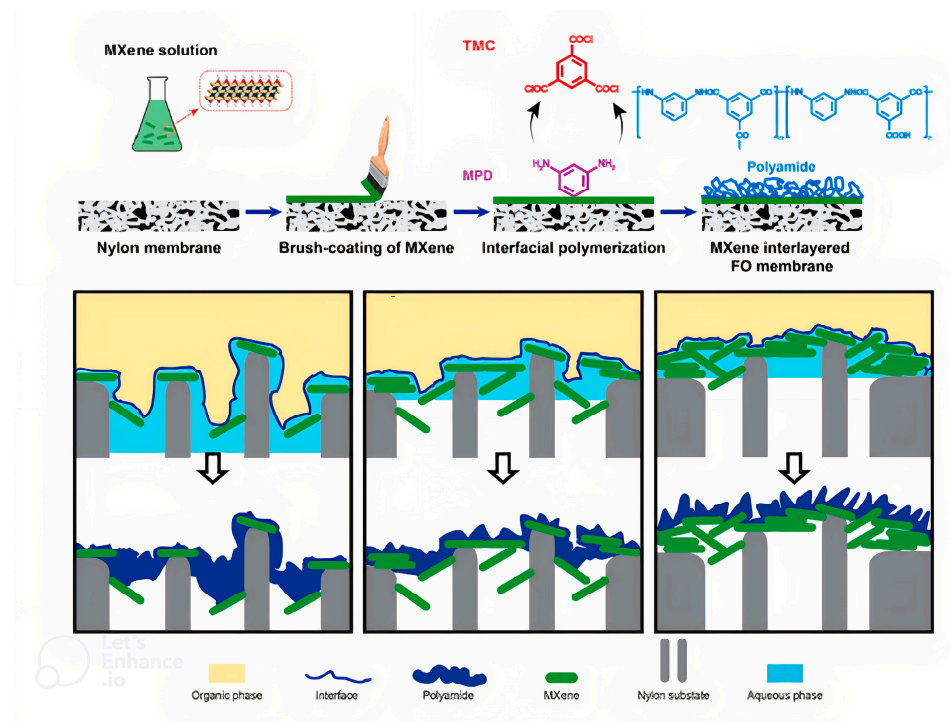 MXene solution
TMC
COCl
ClOC
COCl
MPD
H₂N
NH₂
HN
NHOC
CO
CO
HN
NHOC
CO
COOH
Polyamide
Nylon membrane
Brush-coating of MXene
Interfacial polymerization
MXene interlayered
FO membrane
Let's
Enhance
.io
Organic phase
Interface
Polyamide
MXene
Nylon substate
Aqueous phase